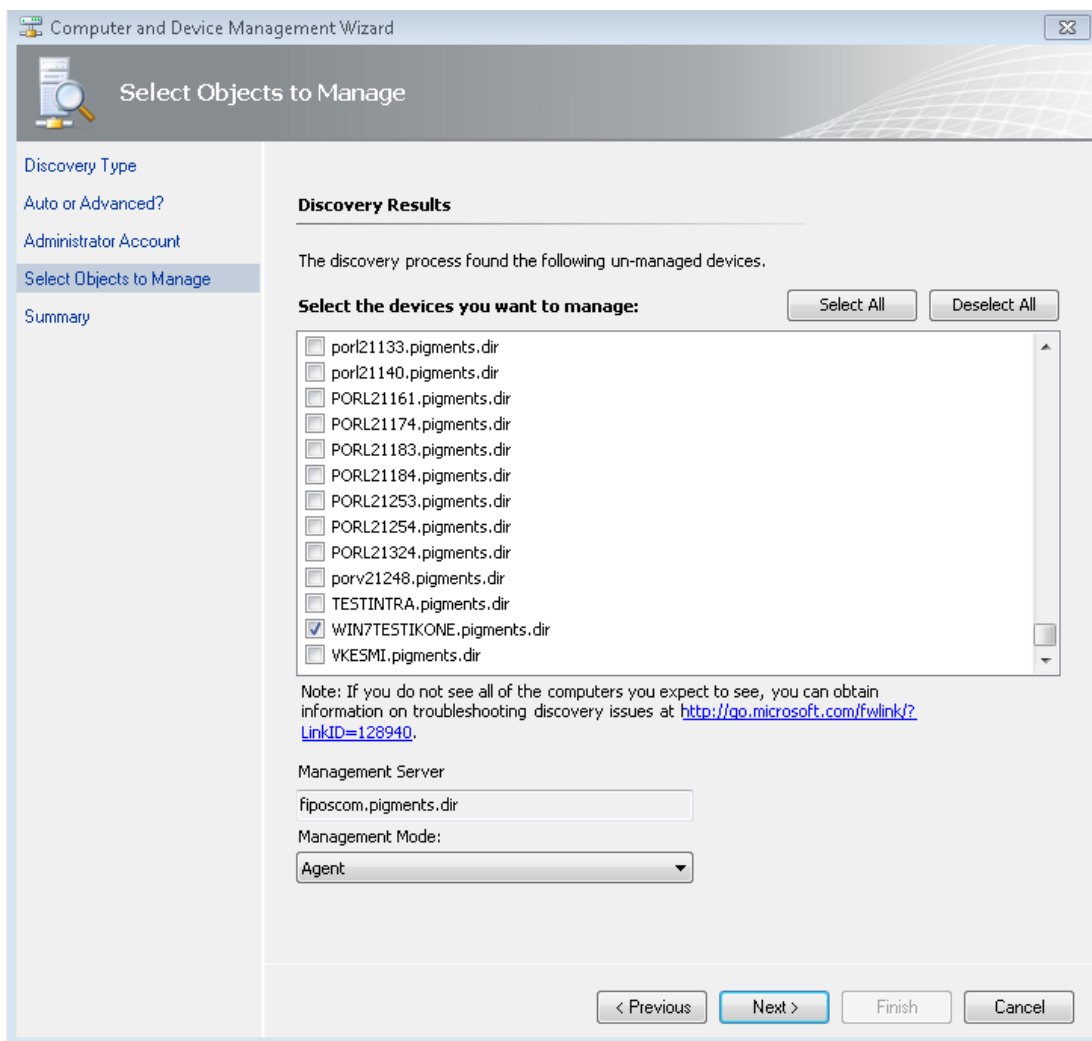 Computer and Device Management Wizard
Select Objects to Manage
Discovery Type
Auto or Advanced?
Administrator Account
Select Objects to Manage
Summary
Discovery Results
The discovery process found the following un-managed devices.
Select the devices you want to manage:
Select All
Deselect All
porl21133.pigments.dir
porl21140.pigments.dir
PORL21161.pigments.dir
PORL21174.pigments.dir
PORL21183.pigments.dir
PORL21184.pigments.dir
PORL21253.pigments.dir
PORL21254.pigments.dir
PORL21324.pigments.dir
porv21248.pigments.dir
TESTINTRA.pigments.dir
WIN7TESTIKONE.pigments.dir
VKESMI.pigments.dir
Note: If you do not see all of the computers you expect to see, you can obtain
information on troubleshooting discovery issues at http://go.microsoft.com/fwlink/?
LinkID=128940.
Management Server
fiposcom.pigments.dir
Management Mode:
Agent
< Previous
Next >
Finish
Cancel